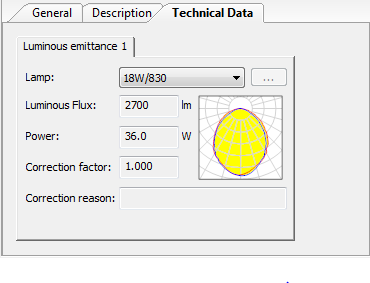 General Description Technical Data
Luminous emittance 1
Lamp: 18W/830 ...
Luminous Flux: 2700 lm
Power: 36.0 W
Correction factor: 1.000
Correction reason: